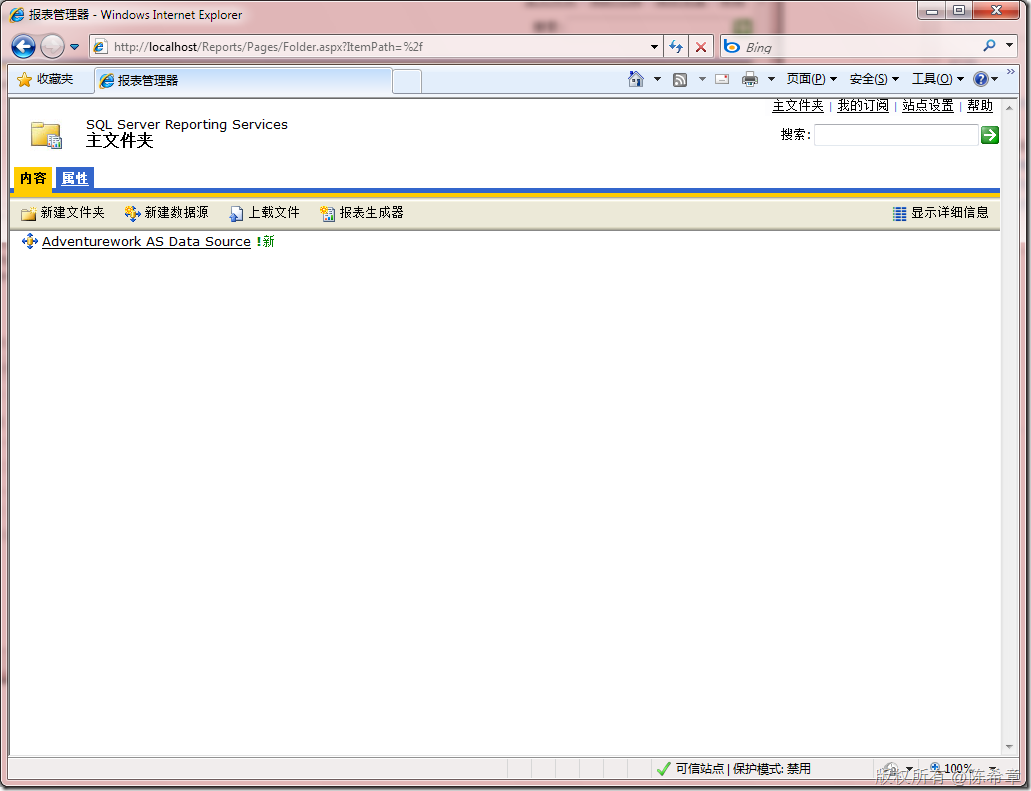 报表管理器 - Windows Internet Explorer
http://localhost/Reports/Pages/Folder.aspx?ItemPath=%2f
Bing
收藏夹
报表管理器
页面(P)
安全(S)
工具(O)
主文件夹 | 我的订阅 | 站点设置 | 帮助
SQL Server Reporting Services
主文件夹
搜索:
内容
属性
新建文件夹
新建数据源
上载文件
报表生成器
显示详细信息
Adventurework AS Data Source !新
可信站点 | 保护模式: 禁用
100%
版权所有 @陈希章